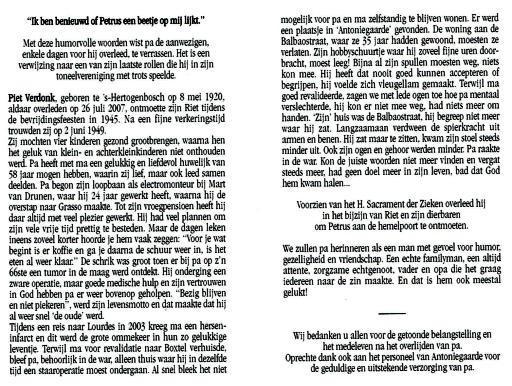 “Ik ben benieuwd of Petrus een beetje op mij lijkt.”
Met deze humorvolle woorden wist pa de aanwezigen,
enkele dagen voor hij overleed, te verrassen. Het is een
verwijzing naar een van zijn laatste rollen die hij in zijn
toneelvereniging met trots speelde.
Piet Verdonk, geboren te 's-Hertogenbosch op 8 mei 1920,
aldaar overleden op 26 juli 2007, ontmoette zijn Riet tijdens
de bevrijdingsfeesten in 1945. Na een fijne verkeringstijd
trouwden zij op 2 juni 1949.
Zij mochten vier kinderen gezond grootbrengen, waarna hen
het geluk van klein- en achterkleinkinderen niet onthouden
werd. Pa heeft met ma een gelukkig en liefdevol huwelijk van
58 jaar mogen hebben, waarin zij lief, maar ook leed samen
deelden. Pa begon zijn loopbaan als electromonteur bij Mart
van Drunen, waar hij 24 jaar gewerkt heeft, waarna hij de
overstap naar Grasso maakte. Tot zijn vroegpensioen heeft hij
daar altijd met veel plezier gewerkt. Hij had veel plannen om
zijn vele vrije tijd prettig te besteden. Maar de dagen leken
ineens zoveel korter hoorde je hem vaak zeggen: “Voor je wat
begint is er koffie en ga je daarna de schuur weer in, is het
eten al weer klaar.” De schrik was groot toen er bij pa op z'n
66ste een tumor in de maag werd ontdekt. Hij onderging een
zware operatie, maar goede medische hulp en zijn vertrouwen
in God hebben pa er weer bovenop geholpen. “Bezig blijven
en niet piekeren”, werd zijn levensmotto en dat maakte dat hij
al weer snel 'de oude' werd.
Tijdens een reis naar Lourdes in 2003 kreeg ma een hersen-
infarct en dit werd de grote ommekeer in hun zo gelukkige
leventje. Terwijl ma voor revalidatie naar Boxtel verhuisde,
bleef pa, behoorlijk in de war, alleen thuis waar hij in dezelfde
tijd een staaroperatie moest ondergaan. Al snel bleek het niet
mogelijk voor pa en ma zelfstandig te blijven wonen. Er werd
een plaatsje in 'Antoniegaarde' gevonden. De woning aan de
Balbaostraat, waar ze 35 jaar hadden gewoond, moesten ze
verlaten. Zijn hobbyschuurtje waar hij zoveel fijne uren door-
bracht, moest leeg! Bijna al zijn spullen moesten weg, niets
kon mee. Hij heeft dat nooit goed kunnen accepteren of
begrijpen, hij voelde zich vleugellam gemaakt. Terwijl ma
goed revalideerde, zagen we met lede ogen toe hoe pa mentaal
verslechterde, hij kon er niet mee weg, had niets meer om
handen. 'Zijn' huis was de Balbaostraat, hij begreep niet meer
waar hij zat. Langzaamaan verdween de spierkracht uit
armen en benen. Hij zat maar te zitten, kwam zijn stoel steeds
minder uit. Ook zijn ogen en gehoor werden minder. Pa raakte
in de war. Kon de juiste woorden niet meer vinden en vergat
steeds meer, had geen doel meer in zijn leven, bad dat God
hem kwam halen...
Voorzien van het H. Sacrament der Zieken overleed hij
in het bijzijn van Riet en zijn dierbaren
om Petrus aan de hemelpoort te ontmoeten.
We zullen pa herinneren als een man met gevoel voor humor,
gezelligheid en vriendschap. Een echte familyman, een altijd
attente, zorgzame echtgenoot, vader en opa die het graag
iedereen naar de zin maakte. En dat is hem ook meestal
gelukt!
Wij bedanken u allen voor de getoonde belangstelling en
het medeleven na het overlijden van pa.
Oprechte dank ook aan het personeel van Antoniegaarde voor
de geduldige en uitstekende verzorging van pa.